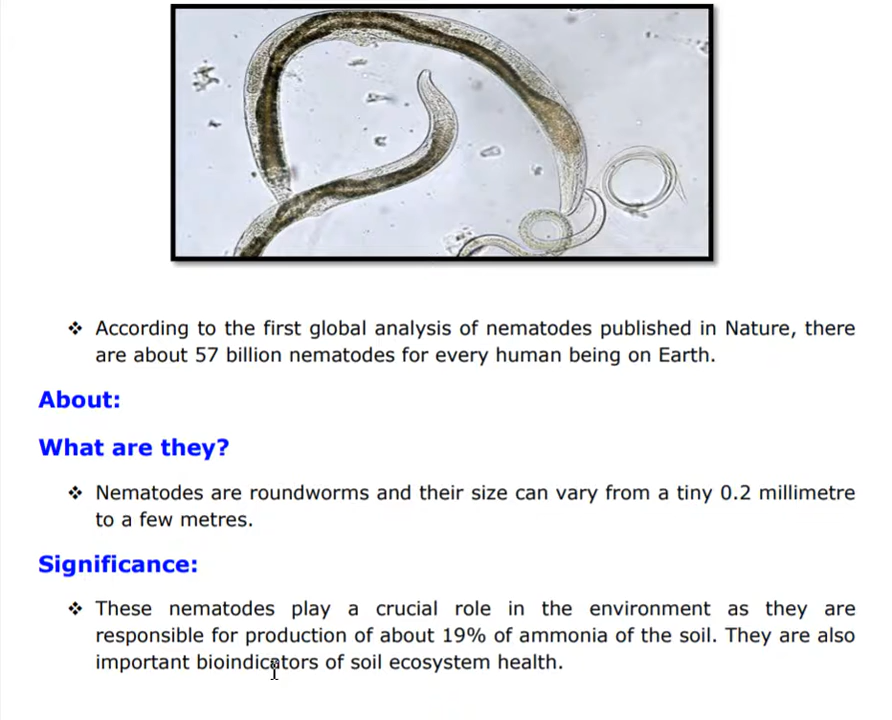 ❖ According to the first global analysis of nematodes published in Nature, there
are about 57 billion nematodes for every human being on Earth.
About:
What are they?
❖ Nematodes are roundworms and their size can vary from a tiny 0.2 millimetre
to a few metres.
Significance:
❖ These nematodes play a crucial role in the environment as they are
responsible for production of about 19% of ammonia of the soil. They are also
important bioindicators of soil ecosystem health.